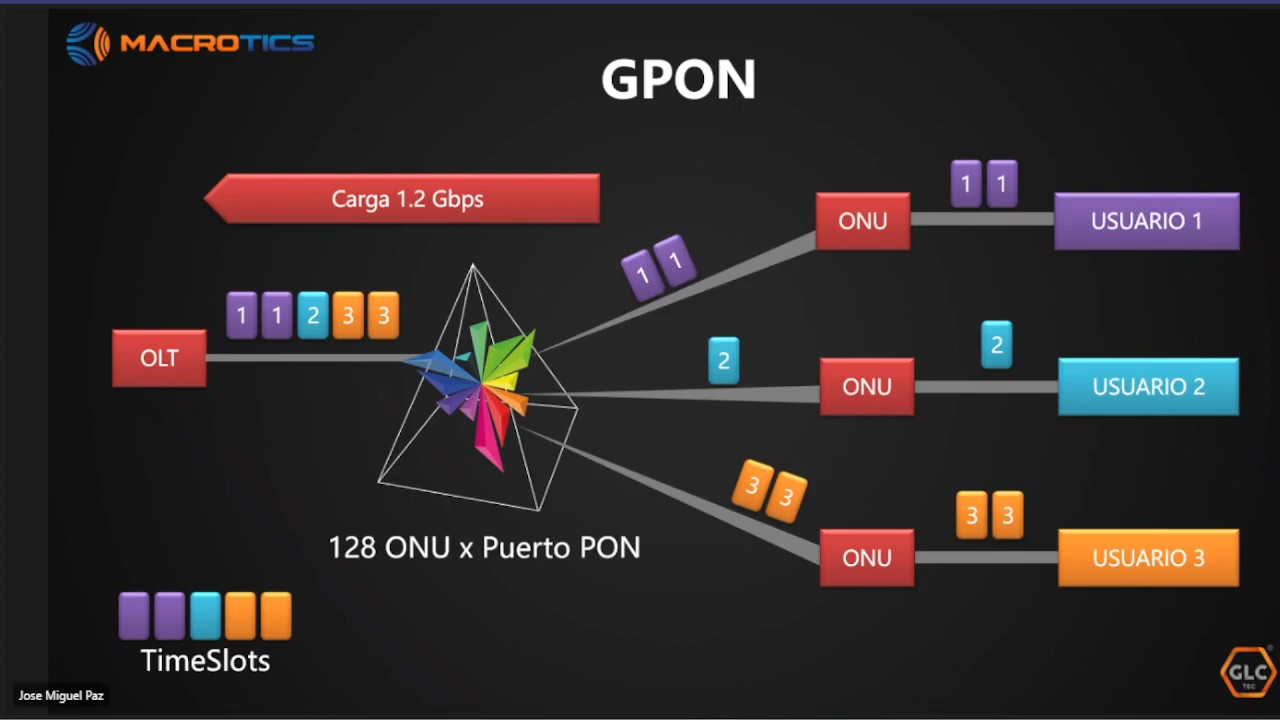 MACROTICS
GPON
Carga 1.2 Gbps
1 1
ONU
USUARIO 1
1 1
1 1 2 3 3
OLT
2
2
ONU
USUARIO 2
3 3
3 3
ONU
USUARIO 3
128 ONU x Puerto PON
TimeSlots
Jose Miguel Paz
GLC
TEC